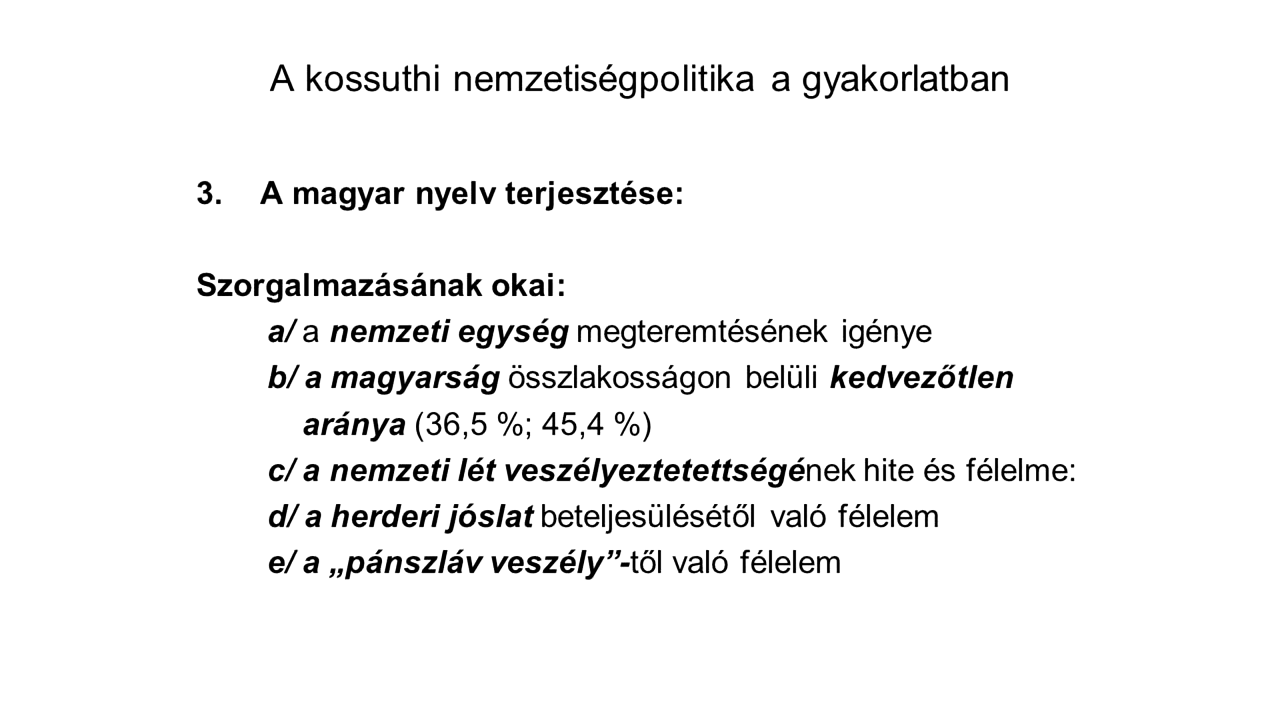 A kossuthi nemzetiségpolitika a gyakorlatban
3. A magyar nyelv terjesztése:
Szorgalmazásának okai:
a/ a nemzeti egység megteremtésének igénye
b/ a magyarság összlakosságon belüli kedvezőtlen
aránya (36,5 %; 45,4 %)
c/ a nemzeti lét veszélyeztetettségének hite és félelme:
d/ a herderi jóslat beteljesülésétől való félelem
e/ a „pánszláv veszély”-től való félelem